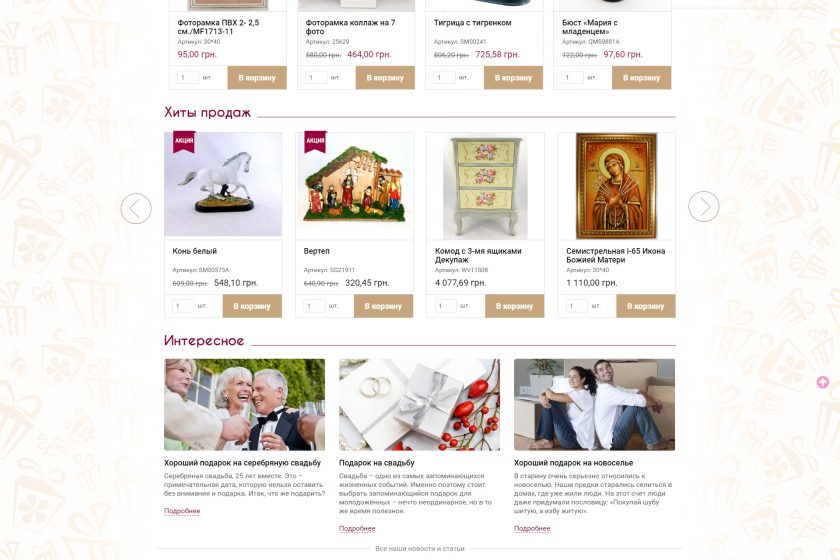 Фоторамка ПВХ 2- 2,5
см./MF1713-11
Артикул: 30*40
95,00 грн.
1 шт. В корзину
Фоторамка коллаж на 7
фото
Артикул: 25629
580,00 грн. 464,00 грн.
1 шт. В корзину
Тигрица с тигренком
Артикул: SM00241
806,20 грн. 725,58 грн.
1 шт. В корзину
Бюст «Мария с
младенцем»
Артикул: QMS9881A
122,00 грн. 97,60 грн.
1 шт. В корзину
Хиты продаж
АКЦИЯ
Конь белый
Артикул: SM00573A
609,00 грн. 548,10 грн.
1 шт. В корзину
АКЦИЯ
Вертеп
Артикул: SG21911
640,90 грн. 320,45 грн.
1 шт. В корзину
Комод с 3-мя ящиками
Декупаж
Артикул: WV11508
4 077,69 грн.
1 шт. В корзину
Семистрельная i-65 Икона
Божией Матери
Артикул: 30*40
1 110,00 грн.
1 шт. В корзину
Интересное
Хороший подарок на серебряную свадьбу
Серебряная свадьба, 25 лет вместе. Это –
примечательная дата, которую нельзя оставить
без внимания и подарка. Итак, что же подарить?
Подробнее
Подарок на свадьбу
Свадьба – одно из самых запоминающихся
жизненных событий. Именно поэтому стоит
выбрать запоминающийся подарок для
молодожённых – нечто неординарное, но в то
же время полезное.
Подробнее
Хороший подарок на новоселье
В старину очень серьезно относились к
новоселью. Наши предки старались селиться в
домах, где уже жили люди. На этот счет люди
даже придумали пословицу: «Покупай шубу
шитую, а избу житую».
Подробнее
Все наши новости и статьи